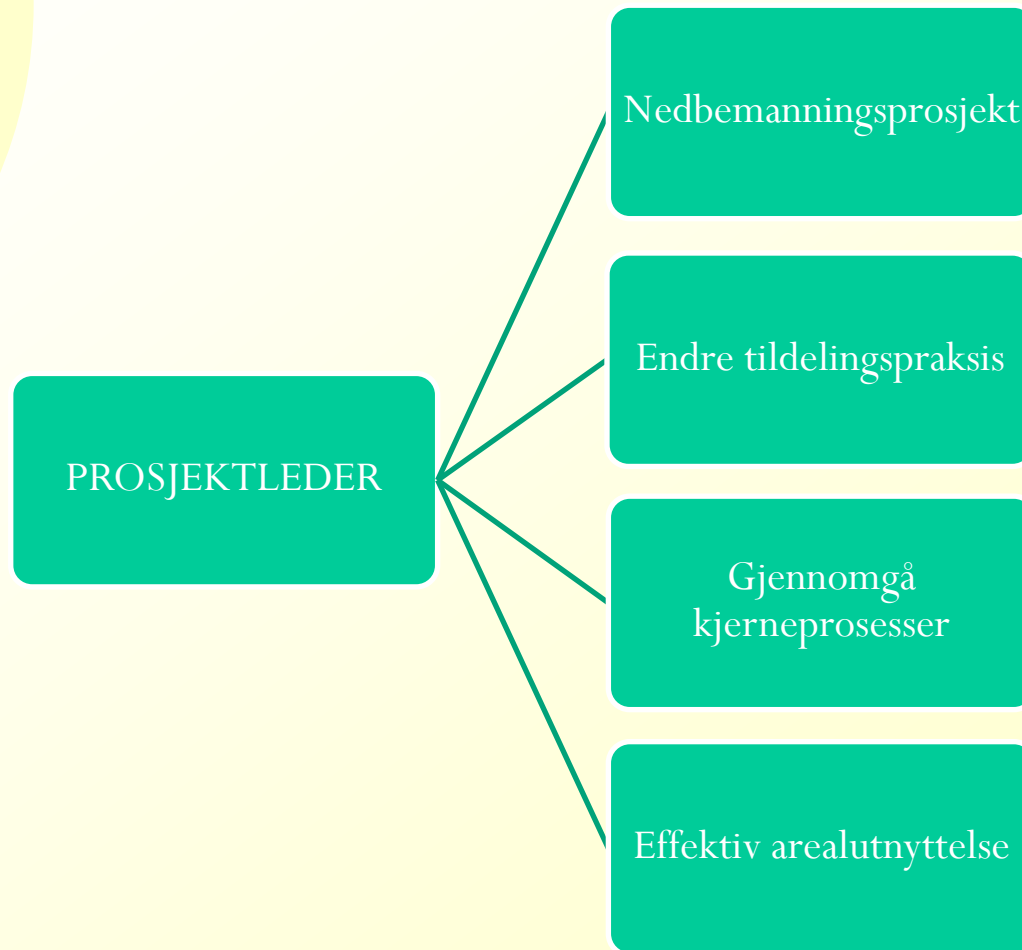 Nedbemanningsprosjekt
Endre tildelingspraksis
PROSJEKTLEDER
Gjennomgå
kjerneprosesser
Effektiv arealutnyttelse